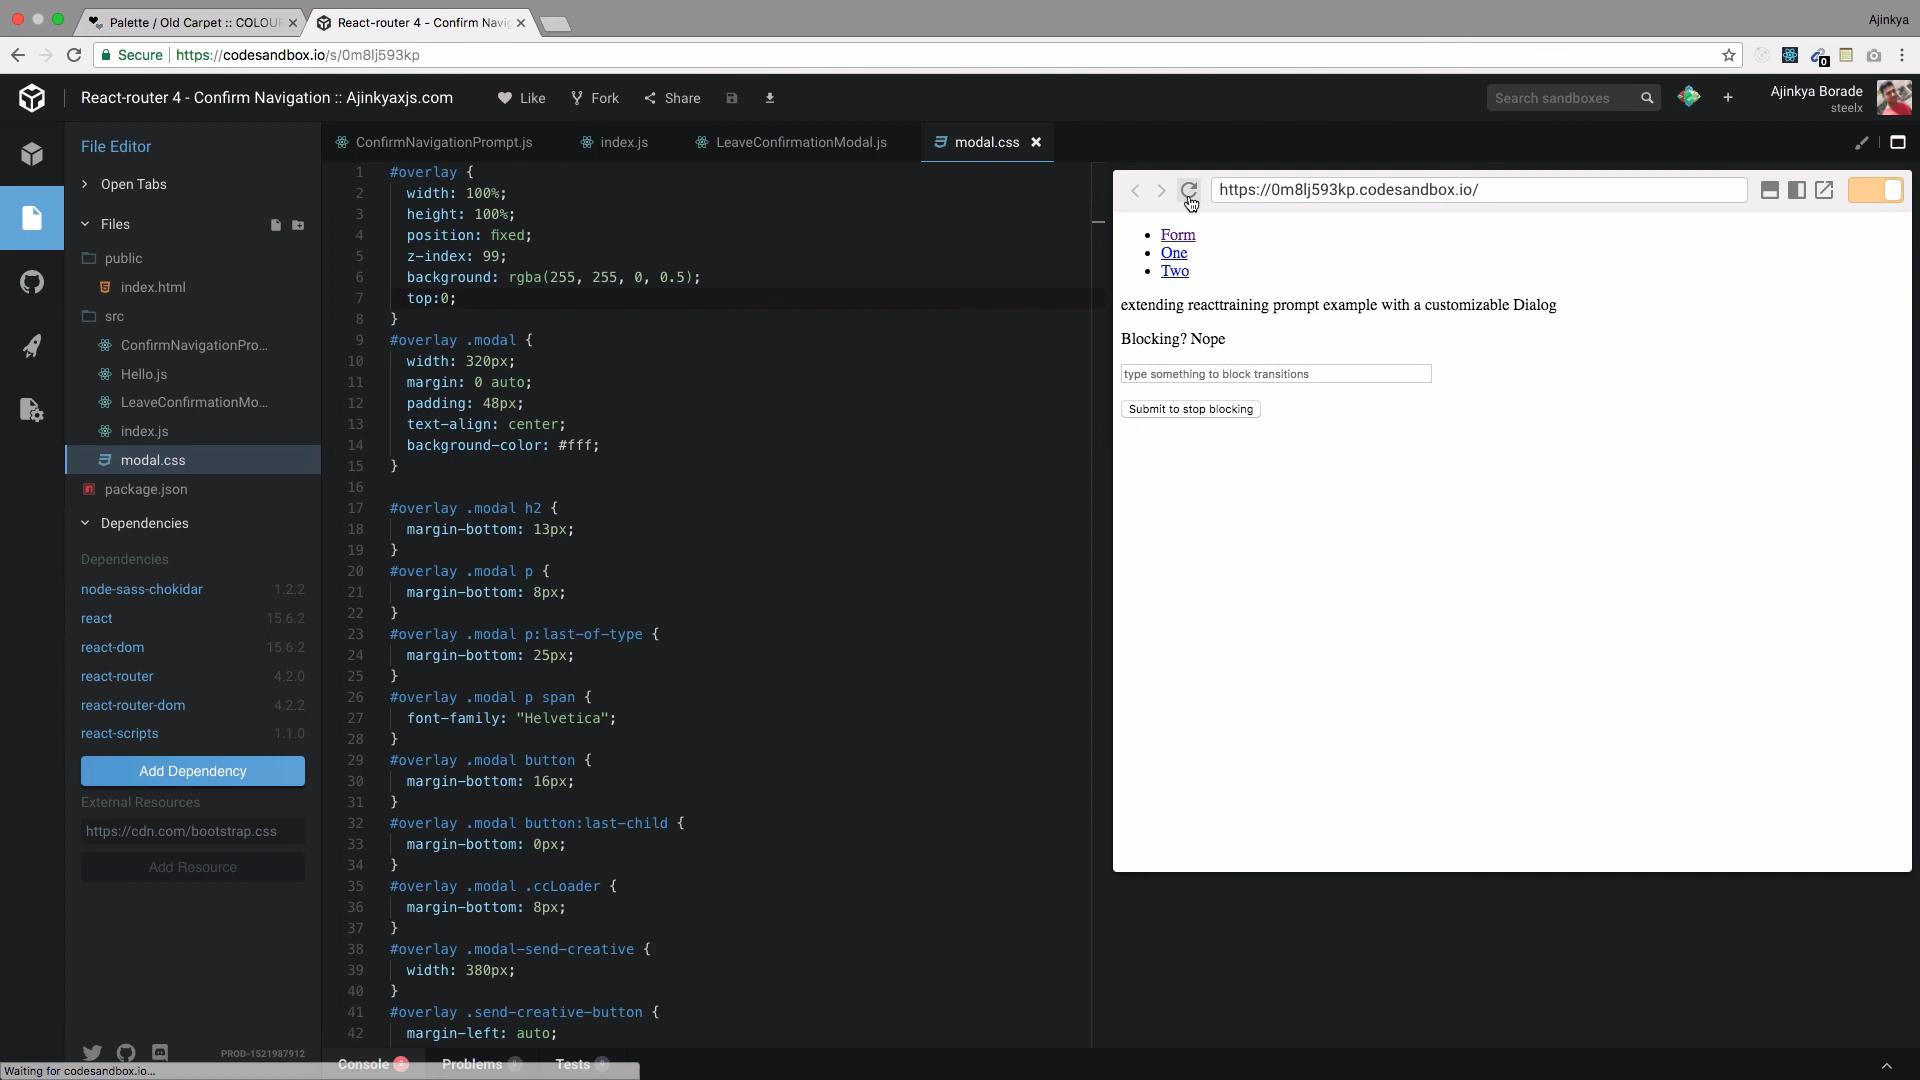 Palette / Old Carpet :: COLOU
React-router 4 - Confirm Navig
Ajinkya
Secure
https://codesandbox.io/s/0m8lj593kp
0
React-router 4 - Confirm Navigation :: Ajinkyaxjs.com
Like
Fork
Share
Search sandboxes
Ajinkya Borade
steelx
File Editor
Open Tabs
Files
public
index.html
src
ConfirmNavigationPro...
Hello.js
LeaveConfirmationMo...
index.js
modal.css
package.json
Dependencies
Dependencies
node-sass-chokidar 1.2.2
react 15.6.2
react-dom 15.6.2
react-router 4.2.0
react-router-dom 4.2.2
react-scripts 1.1.0
Add Dependency
External Resources
https://cdn.com/bootstrap.css
Add Resource
PROD-1521987912
Waiting for codesandbox.io...
ConfirmNavigationPrompt.js
index.js
LeaveConfirmationModal.js
modal.css
1 #overlay {
2 width: 100%;
3 height: 100%;
4 position: fixed;
5 z-index: 99;
6 background: rgba(255, 255, 0, 0.5);
7 top:0;
8 }
9 #overlay .modal {
10 width: 320px;
11 margin: 0 auto;
12 padding: 48px;
13 text-align: center;
14 background-color: #fff;
15 }
16
17 #overlay .modal h2 {
18 margin-bottom: 13px;
19 }
20 #overlay .modal p {
21 margin-bottom: 8px;
22 }
23 #overlay .modal p:last-of-type {
24 margin-bottom: 25px;
25 }
26 #overlay .modal p span {
27 font-family: "Helvetica";
28 }
29 #overlay .modal button {
30 margin-bottom: 16px;
31 }
32 #overlay .modal button:last-child {
33 margin-bottom: 0px;
34 }
35 #overlay .modal .ccLoader {
36 margin-bottom: 8px;
37 }
38 #overlay .modal-send-creative {
39 width: 380px;
40 }
41 #overlay .send-creative-button {
42 margin-left: auto;
Console
Problems
Tests
https://0m8lj593kp.codesandbox.io/
Form
One
Two
extending reacttraining prompt example with a customizable Dialog
Blocking? Nope
type something to block transitions
Submit to stop blocking